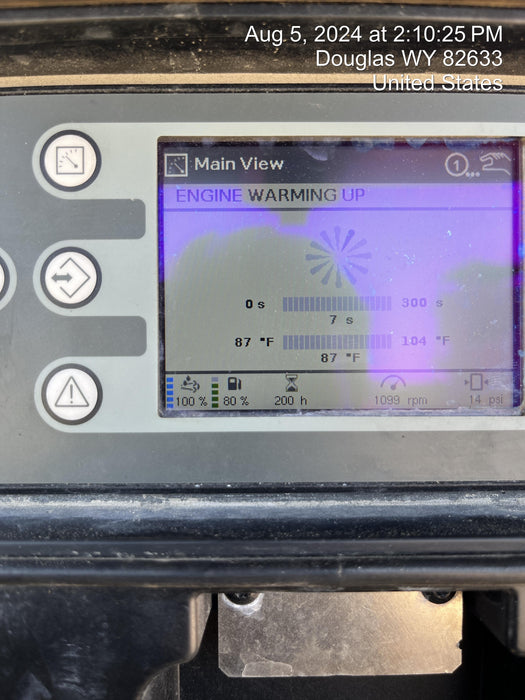 Aug 5, 2024 at 2:10:25 PM
Douglas WY 82633
United States
Main View
1...
ENGINE WARMING UP
0 s 300 s
7 s
87 °F 104 °F
87 °F
100 % 80 % 200 h 1099 rpm 14 psi